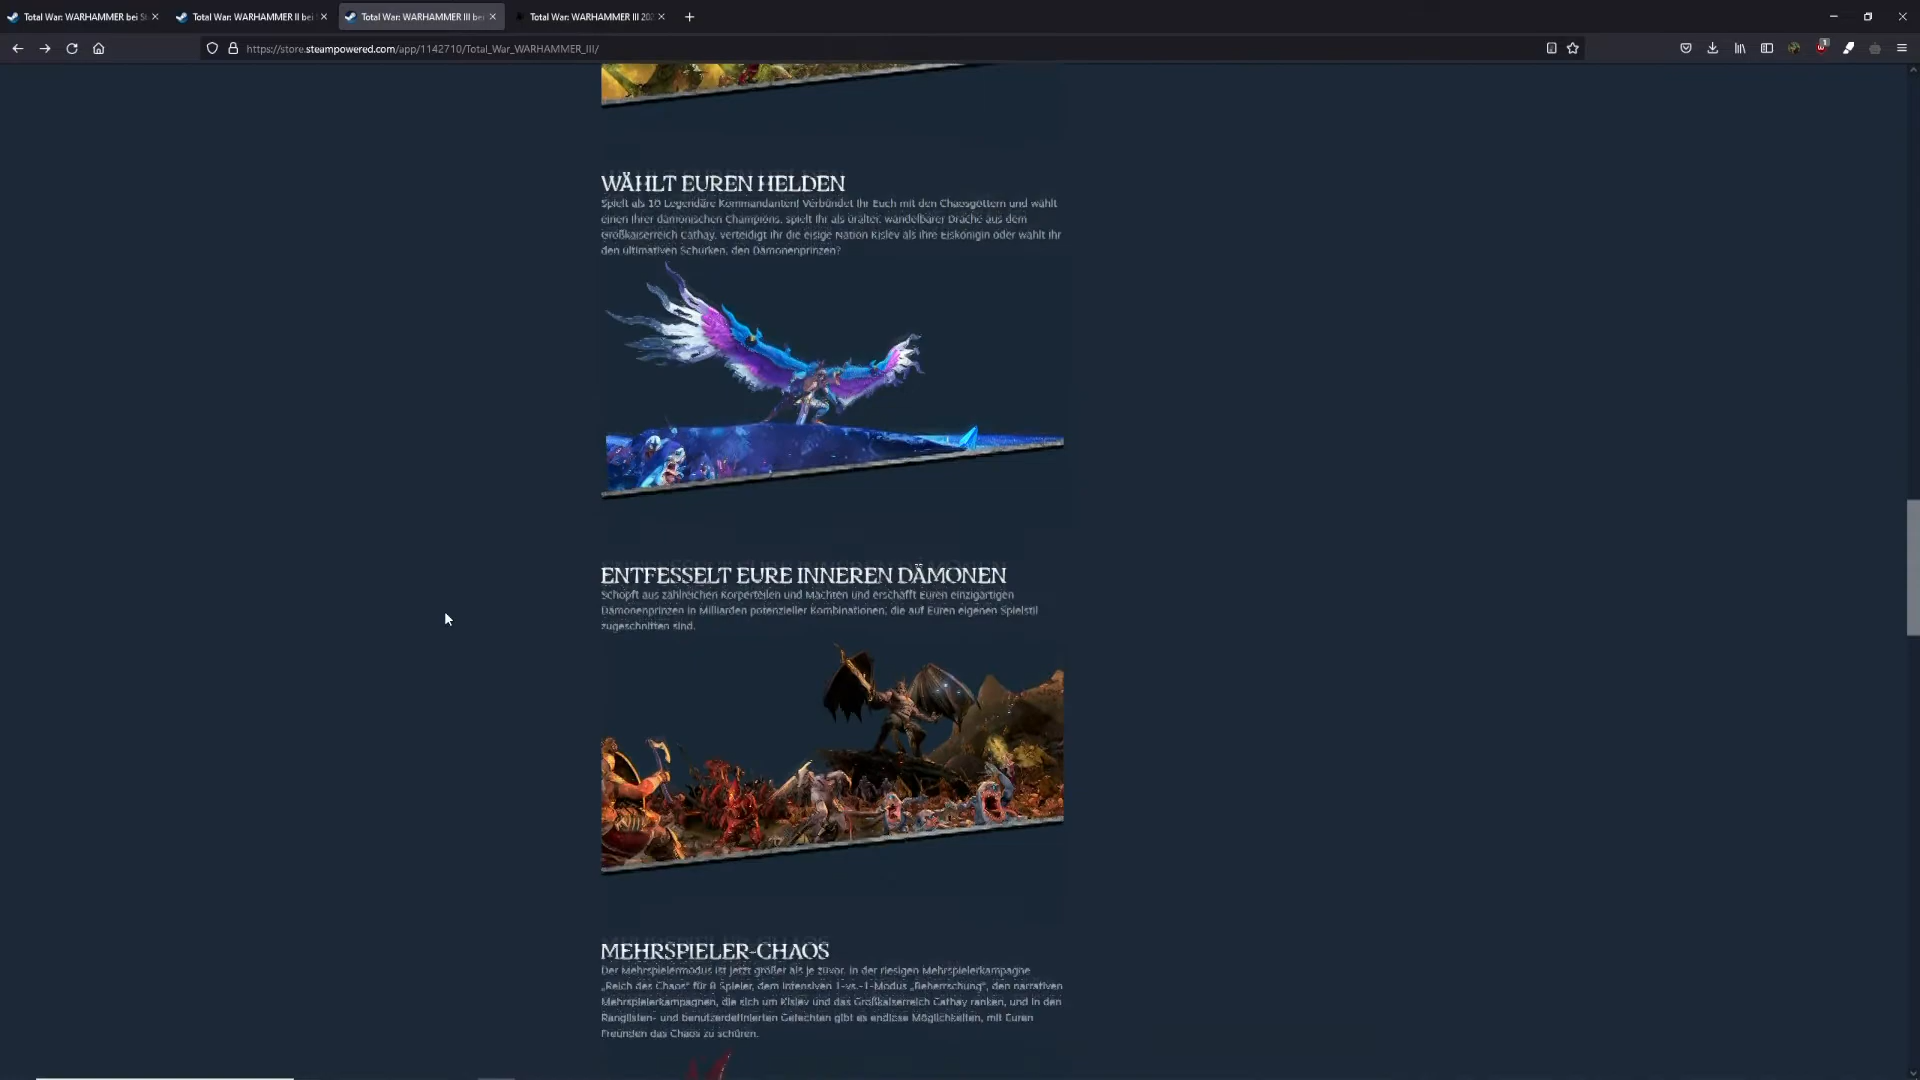 Total War: WARHAMMER bei St
Total War: WARHAMMER II bei
Total War: WARHAMMER III bei
Total War: WARHAMMER III 202
https://store.steampowered.com/app/1142710/Total_War_WARHAMMER_III/
1
WÄHLT EUREN HELDEN
Spielt als 10 Legendäre Kommandanten! Verbündet Ihr Euch mit den Chaosgöttern und wählt
einen ihrer dämonischen Champions, spielt Ihr als uralter, wandelbarer Drache aus dem
Großkaiserreich Cathay, verteidigt Ihr die eisige Nation Kislev als ihre Eiskönigin oder wählt Ihr
den ultimativen Schurken, den Dämonenprinzen?
ENTFESSELT EURE INNEREN DÄMONEN
Schöpft aus zahlreichen Körperteilen und Mächten und erschafft Euren einzigartigen
Dämonenprinzen in Milliarden potenzieller Kombinationen, die auf Euren eigenen Spielstil
zugeschnitten sind.
MEHRSPIELER-CHAOS
Der Mehrspielermodus ist jetzt größer als je zuvor. In der riesigen Mehrspielerkampagne
„Reich des Chaos“ für 8 Spieler, dem intensiven 1-vs.-1-Modus „Beherrschung“, den narrativen
Mehrspielerkampagnen, die sich um Kislev und das Großkaiserreich Cathay ranken, und in den
Ranglisten- und benutzerdefinierten Gefechten gibt es endlose Möglichkeiten, mit Euren
Freunden das Chaos zu schüren.